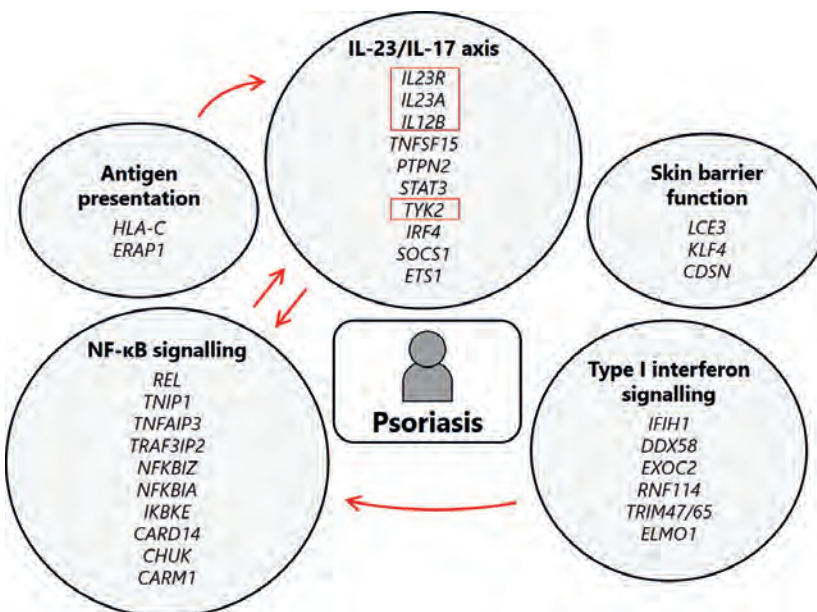 IL-23/IL-17 axis
IL23R
IL23A
IL12B
TNFSF15
PTPN2
STAT3
TYK2
IRF4
SOCS1
ETS1
Antigen
presentation
HLA-C
ERAP1
Skin barrier
function
LCE3
KLF4
CDSN
NF-κB signalling
REL
TNIP1
TNFAIP3
TRAF3IP2
NFKBIZ
NFKBIA
IKBKE
CARD14
CHUK
CARM1
Psoriasis
Type I interferon
signalling
IFIH1
DDX58
EXOC2
RNF114
TRIM47/65
ELMO1